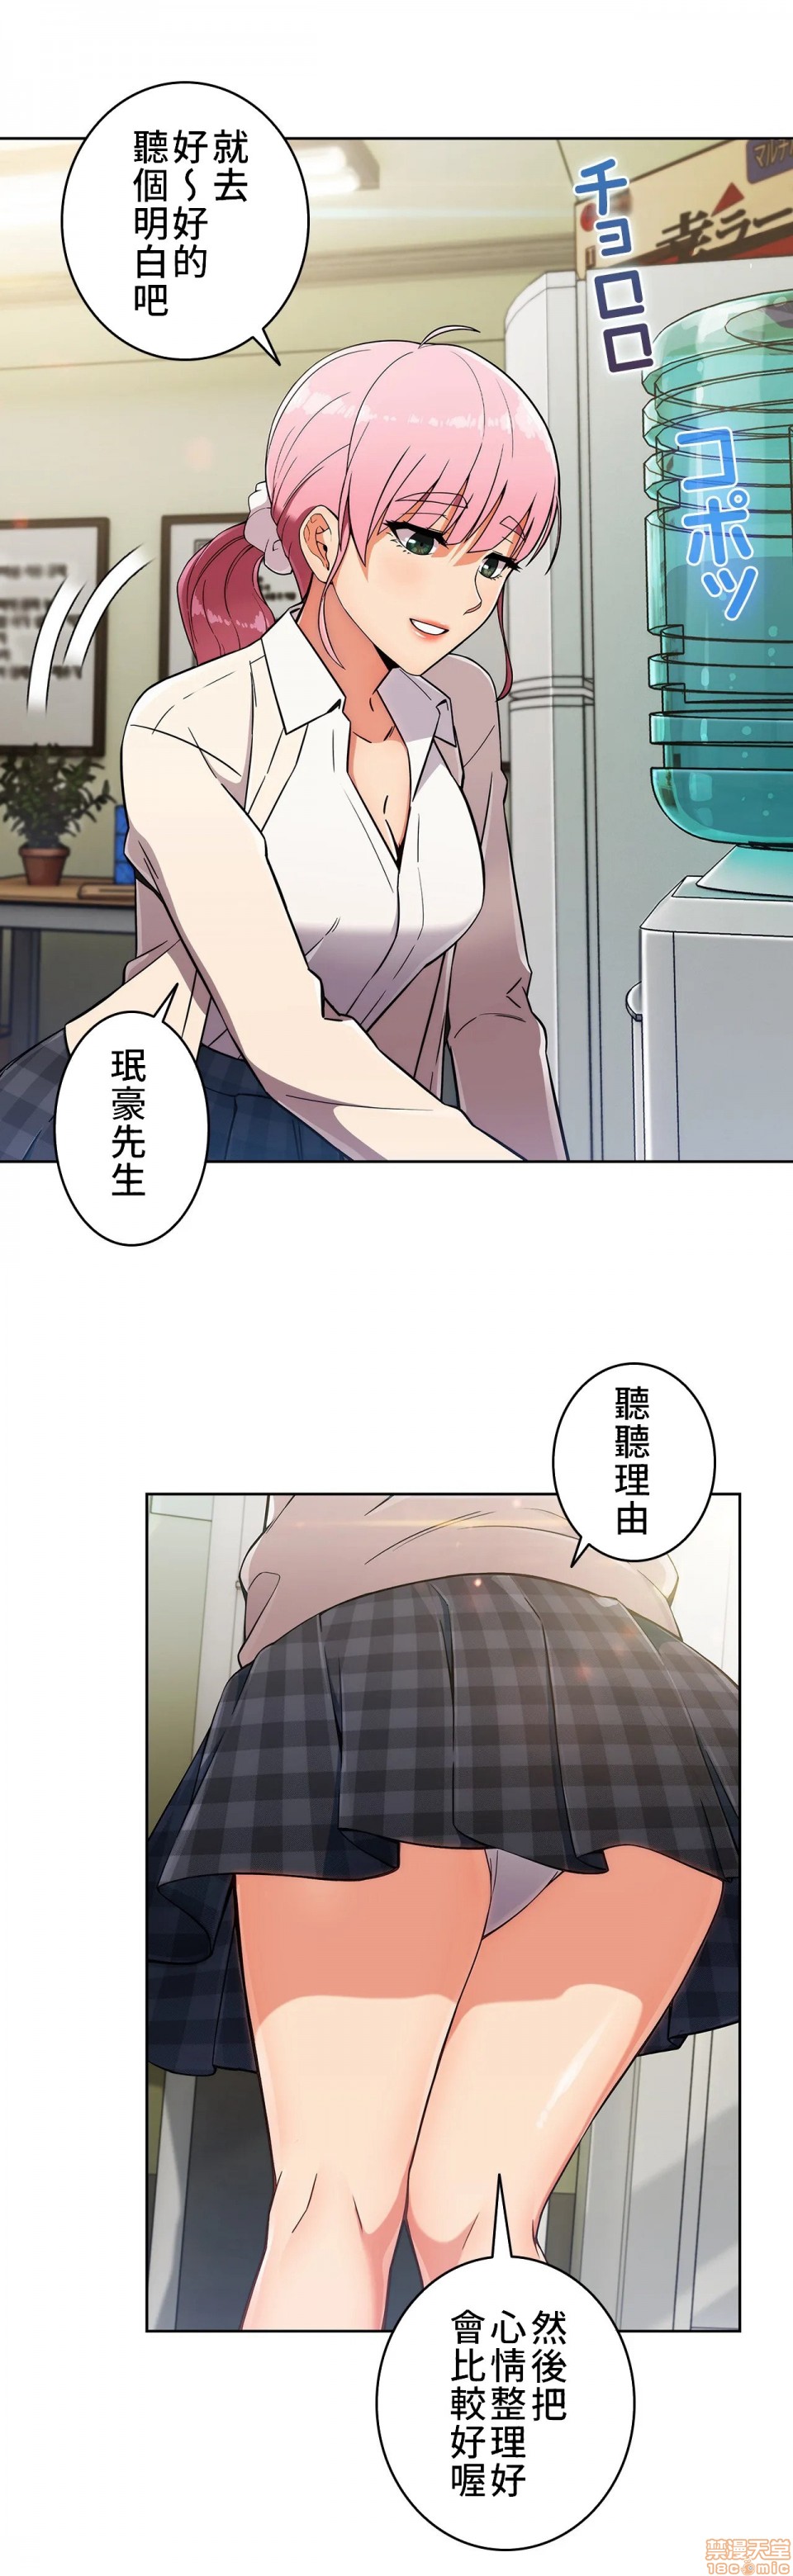 就去
好～好的
聽個明白吧
チョロロ
コポッ
珉豪先生
聽聽理由
然後把
心情整理好
會比較好喔
禁漫天堂
18comic